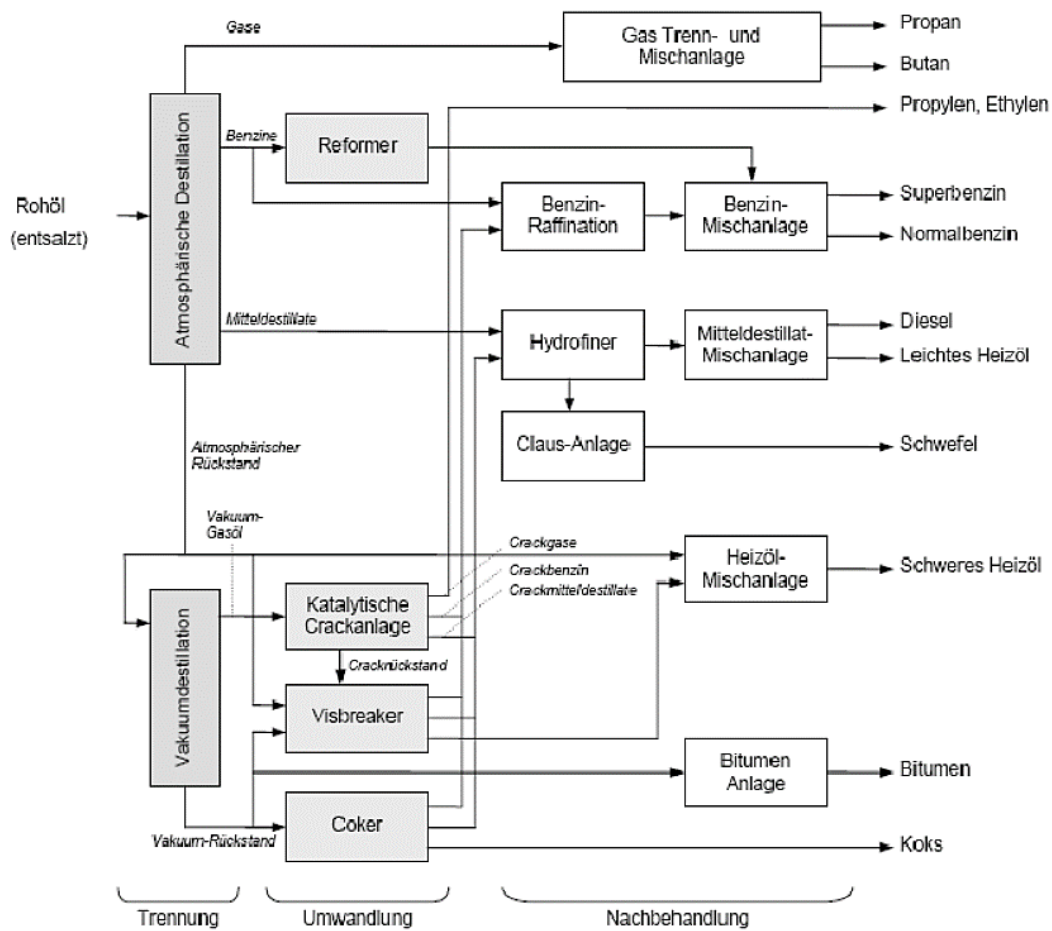 Gase
Gas Trenn- und
Mischanlage
Propan
Butan
Propylen, Ethylen
Atmosphärische Destillation
Benzine
Reformer
Rohöl
(entsalzt)
Benzin-
Raffination
Benzin-
Mischanlage
Superbenzin
Normalbenzin
Mitteldestillate
Hydrofiner
Mitteldestillat-
Mischanlage
Diesel
Leichtes Heizöl
Claus-Anlage
Schwefel
Atmosphärischer
Rückstand
Vakuum-
Gasöl
Crackgase
Crackbenzin
Crackmitteldestillate
Heizöl-
Mischanlage
Schweres Heizöl
Vakuumdestillation
Katalytische
Crackanlage
Crackrückstand
Visbreaker
Bitumen
Anlage
Bitumen
Coker
Vakuum-Rückstand
Koks
Trennung
Umwandlung
Nachbehandlung